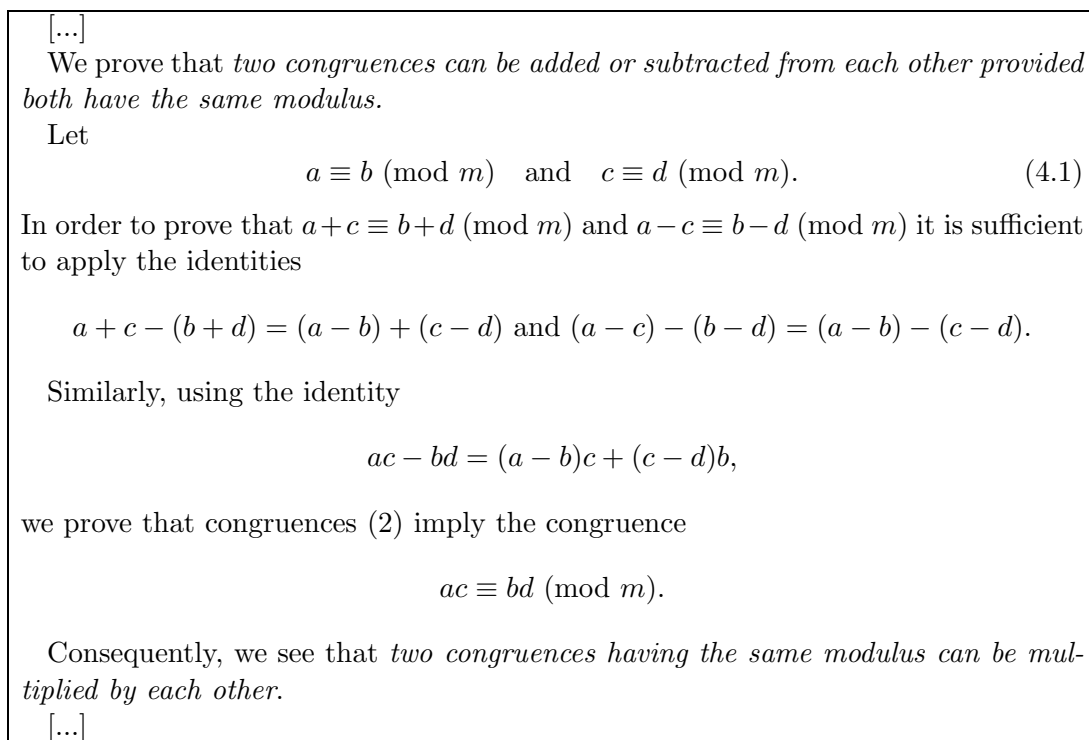 [...]
We prove that two congruences can be added or subtracted from each other provided
both have the same modulus.
Let
a ≡ b (mod m) and c ≡ d (mod m). (4.1)
In order to prove that a+c ≡ b+d (mod m) and a−c ≡ b−d (mod m) it is sufficient
to apply the identities
a + c − (b + d) = (a − b) + (c − d) and (a − c) − (b − d) = (a − b) − (c − d).
Similarly, using the identity
ac − bd = (a − b)c + (c − d)b,
we prove that congruences (2) imply the congruence
ac ≡ bd (mod m).
Consequently, we see that two congruences having the same modulus can be mul-
tiplied by each other.
[...]